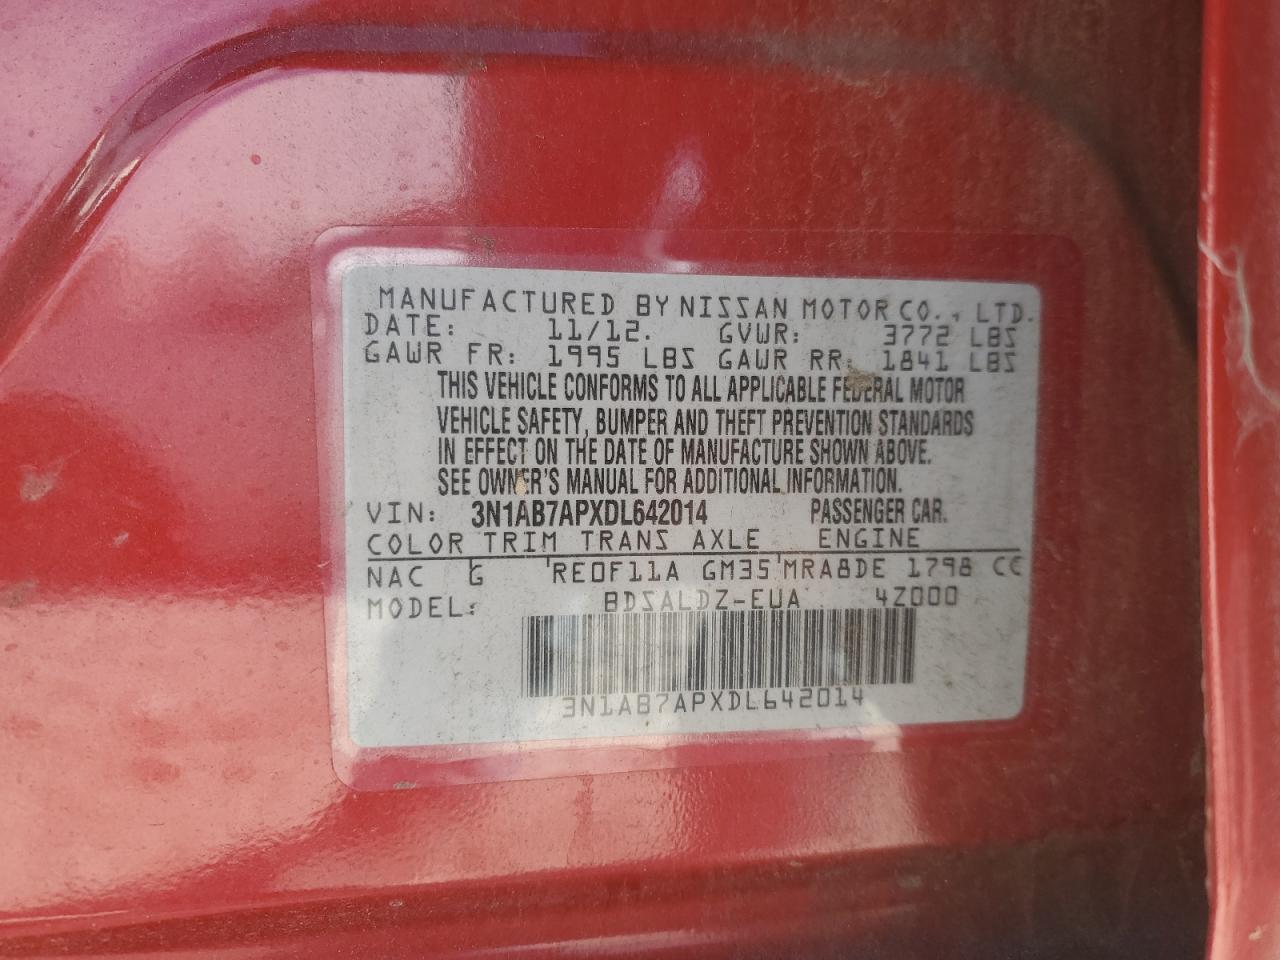 MANUFACTURED BY NISSAN MOTOR CO., LTD.
DATE: 11/12. GVWR: 3772 LBS
GAWR FR: 1995 LBS GAWR RR: 1841 LBS
THIS VEHICLE CONFORMS TO ALL APPLICABLE FEDERAL MOTOR
VEHICLE SAFETY, BUMPER AND THEFT PREVENTION STANDARDS
IN EFFECT ON THE DATE OF MANUFACTURE SHOWN ABOVE.
SEE OWNER'S MANUAL FOR ADDITIONAL INFORMATION.
VIN: 3N1AB7APXDL642014 PASSENGER CAR.
COLOR TRIM TRANS AXLE ENGINE
NAC G RE0F11A GM35 MRA8DE 1798 CC
MODEL: BDSALDZ-EUA 4Z000
3N1AB7APXDL642014